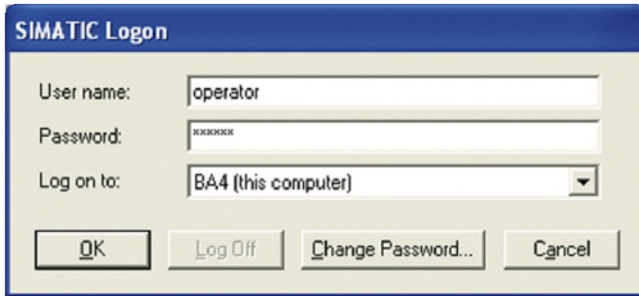 SIMATIC Logon
User name: operator
Password: ××××××
Log on to: BA4 (this computer)
OK Log Off Change Password... Cancel